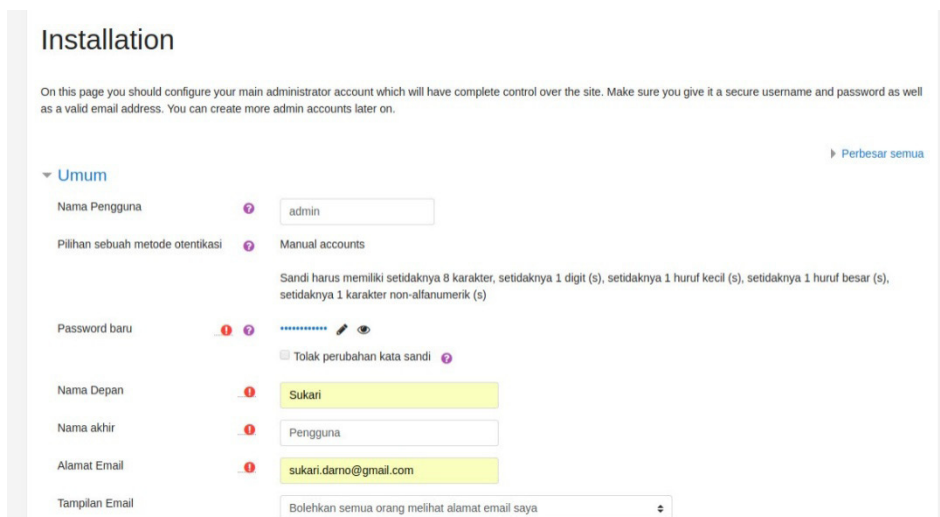 Installation
On this page you should configure your main administrator account which will have complete control over the site. Make sure you give it a secure username and password as well
as a valid email address. You can create more admin accounts later on.
Perbesar semua
Umum
Nama Pengguna admin
Pilihan sebuah metode otentikasi Manual accounts
Sandi harus memiliki setidaknya 8 karakter, setidaknya 1 digit (s), setidaknya 1 huruf kecil (s), setidaknya 1 huruf besar (s),
setidaknya 1 karakter non-alfanumerik (s)
Password baru ••••••••••••
Tolak perubahan kata sandi
Nama Depan Sukari
Nama akhir Pengguna
Alamat Email sukari.darno@gmail.com
Tampilan Email Bolehkan semua orang melihat alamat email saya